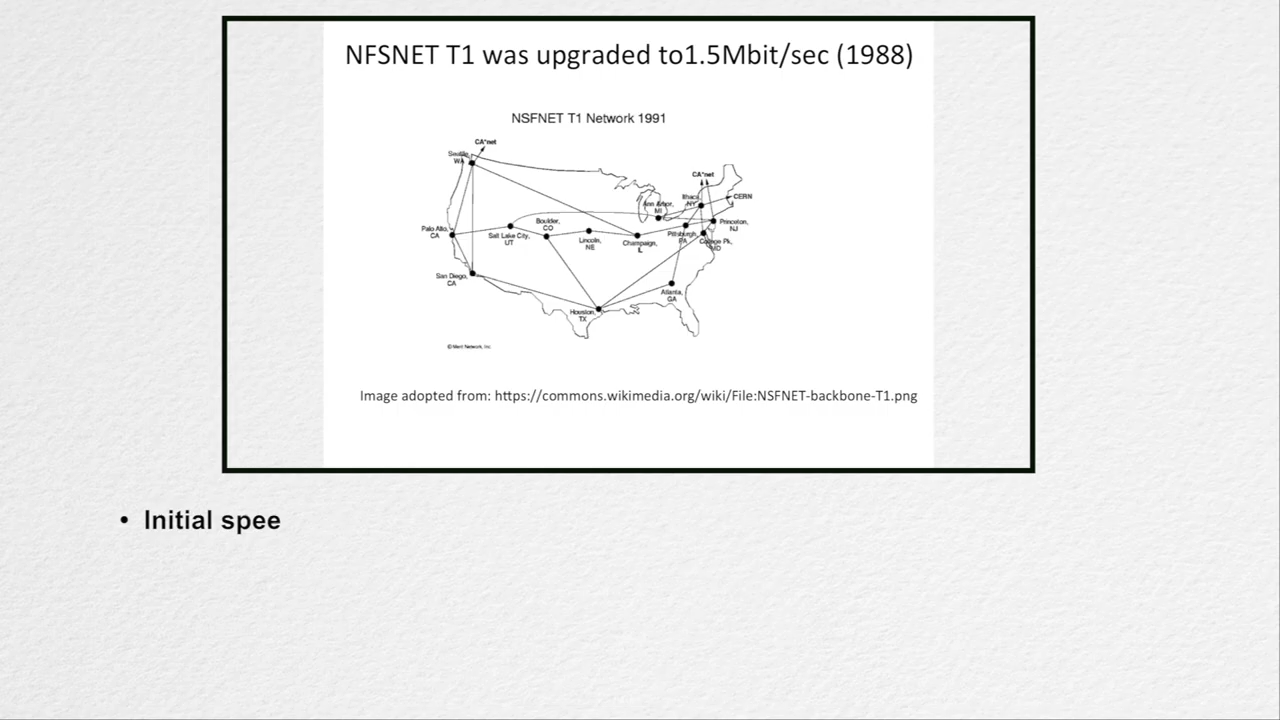 NFSNET T1 was upgraded to1.5Mbit/sec (1988)
NSFNET T1 Network 1991
CA*net
Seattle,
WA
CA*net
Ithaca,
NY
CERN
Ann Arbor,
MI
Boulder,
CO
Palo Alto,
CA
Salt Lake City,
UT
Lincoln,
NE
Champaign,
IL
Pittsburgh,
PA
Princeton,
NJ
College Pk,
MD
San Diego,
CA
Atlanta,
GA
Houston,
TX
©Merit Network, Inc
Image adopted from: https://commons.wikimedia.org/wiki/File:NSFNET-backbone-T1.png
• Initial spee